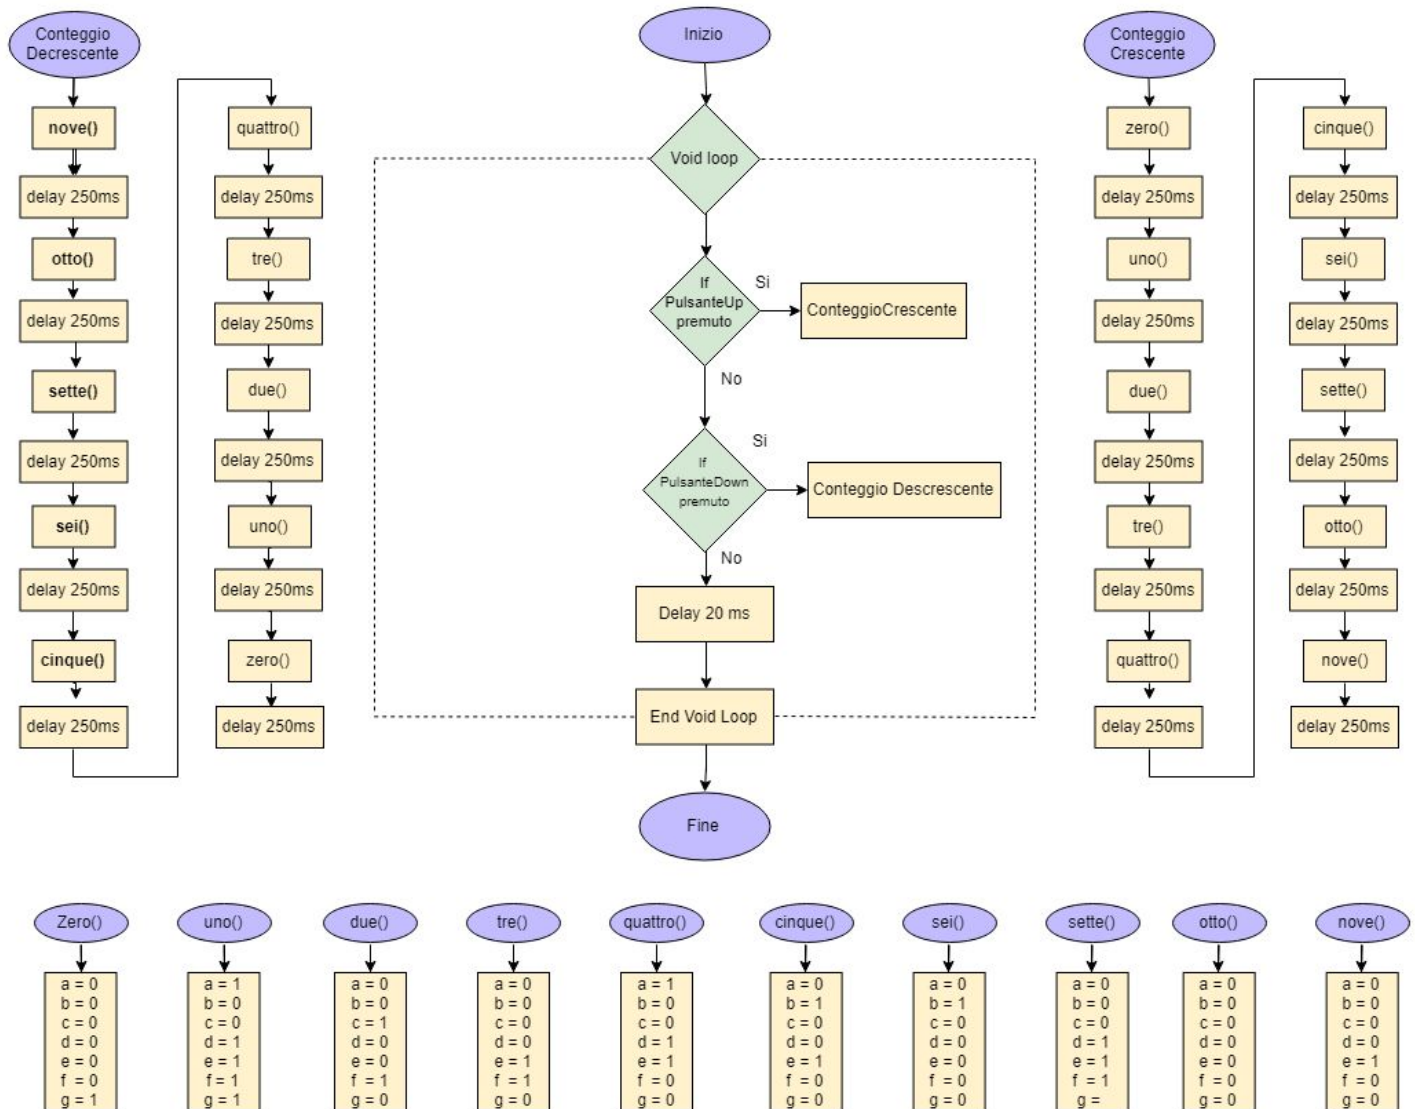 Conteggio
Decrescente
nove()
delay 250ms
otto()
delay 250ms
sette()
delay 250ms
sei()
delay 250ms
cinque()
delay 250ms
quattro()
delay 250ms
tre()
delay 250ms
due()
delay 250ms
uno()
delay 250ms
zero()
delay 250ms
Inizio
Void loop
If
PulsanteUp
premuto
Si
ConteggioCrescente
No
If
PulsanteDown
premuto
Si
Conteggio Descrescente
No
Delay 20 ms
End Void Loop
Fine
Conteggio
Crescente
zero()
delay 250ms
uno()
delay 250ms
due()
delay 250ms
tre()
delay 250ms
quattro()
delay 250ms
cinque()
delay 250ms
sei()
delay 250ms
sette()
delay 250ms
otto()
delay 250ms
nove()
delay 250ms
Zero()
a = 0
b = 0
c = 0
d = 0
e = 0
f = 0
g = 1
uno()
a = 1
b = 0
c = 0
d = 1
e = 1
f = 1
g = 1
due()
a = 0
b = 0
c = 1
d = 0
e = 0
f = 1
g = 0
tre()
a = 0
b = 0
c = 0
d = 0
e = 1
f = 1
g = 0
quattro()
a = 1
b = 0
c = 0
d = 1
e = 1
f = 0
g = 0
cinque()
a = 0
b = 1
c = 0
d = 0
e = 1
f = 0
g = 0
sei()
a = 0
b = 1
c = 0
d = 0
e = 0
f = 0
g = 0
sette()
a = 0
b = 0
c = 0
d = 1
e = 1
f = 1
g =
otto()
a = 0
b = 0
c = 0
d = 0
e = 0
f = 0
g = 0
nove()
a = 0
b = 0
c = 0
d = 0
e = 1
f = 0
g = 0